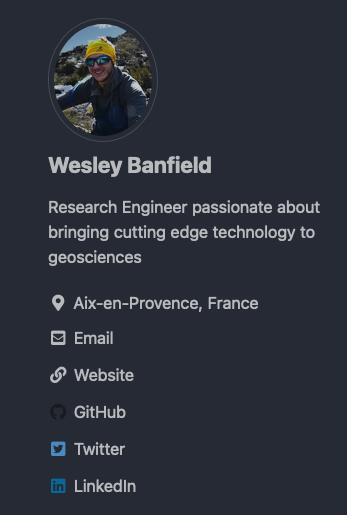 Wesley Banfield
Research Engineer passionate about
bringing cutting edge technology to
geosciences
Aix-en-Provence, France
Email
Website
GitHub
Twitter
LinkedIn